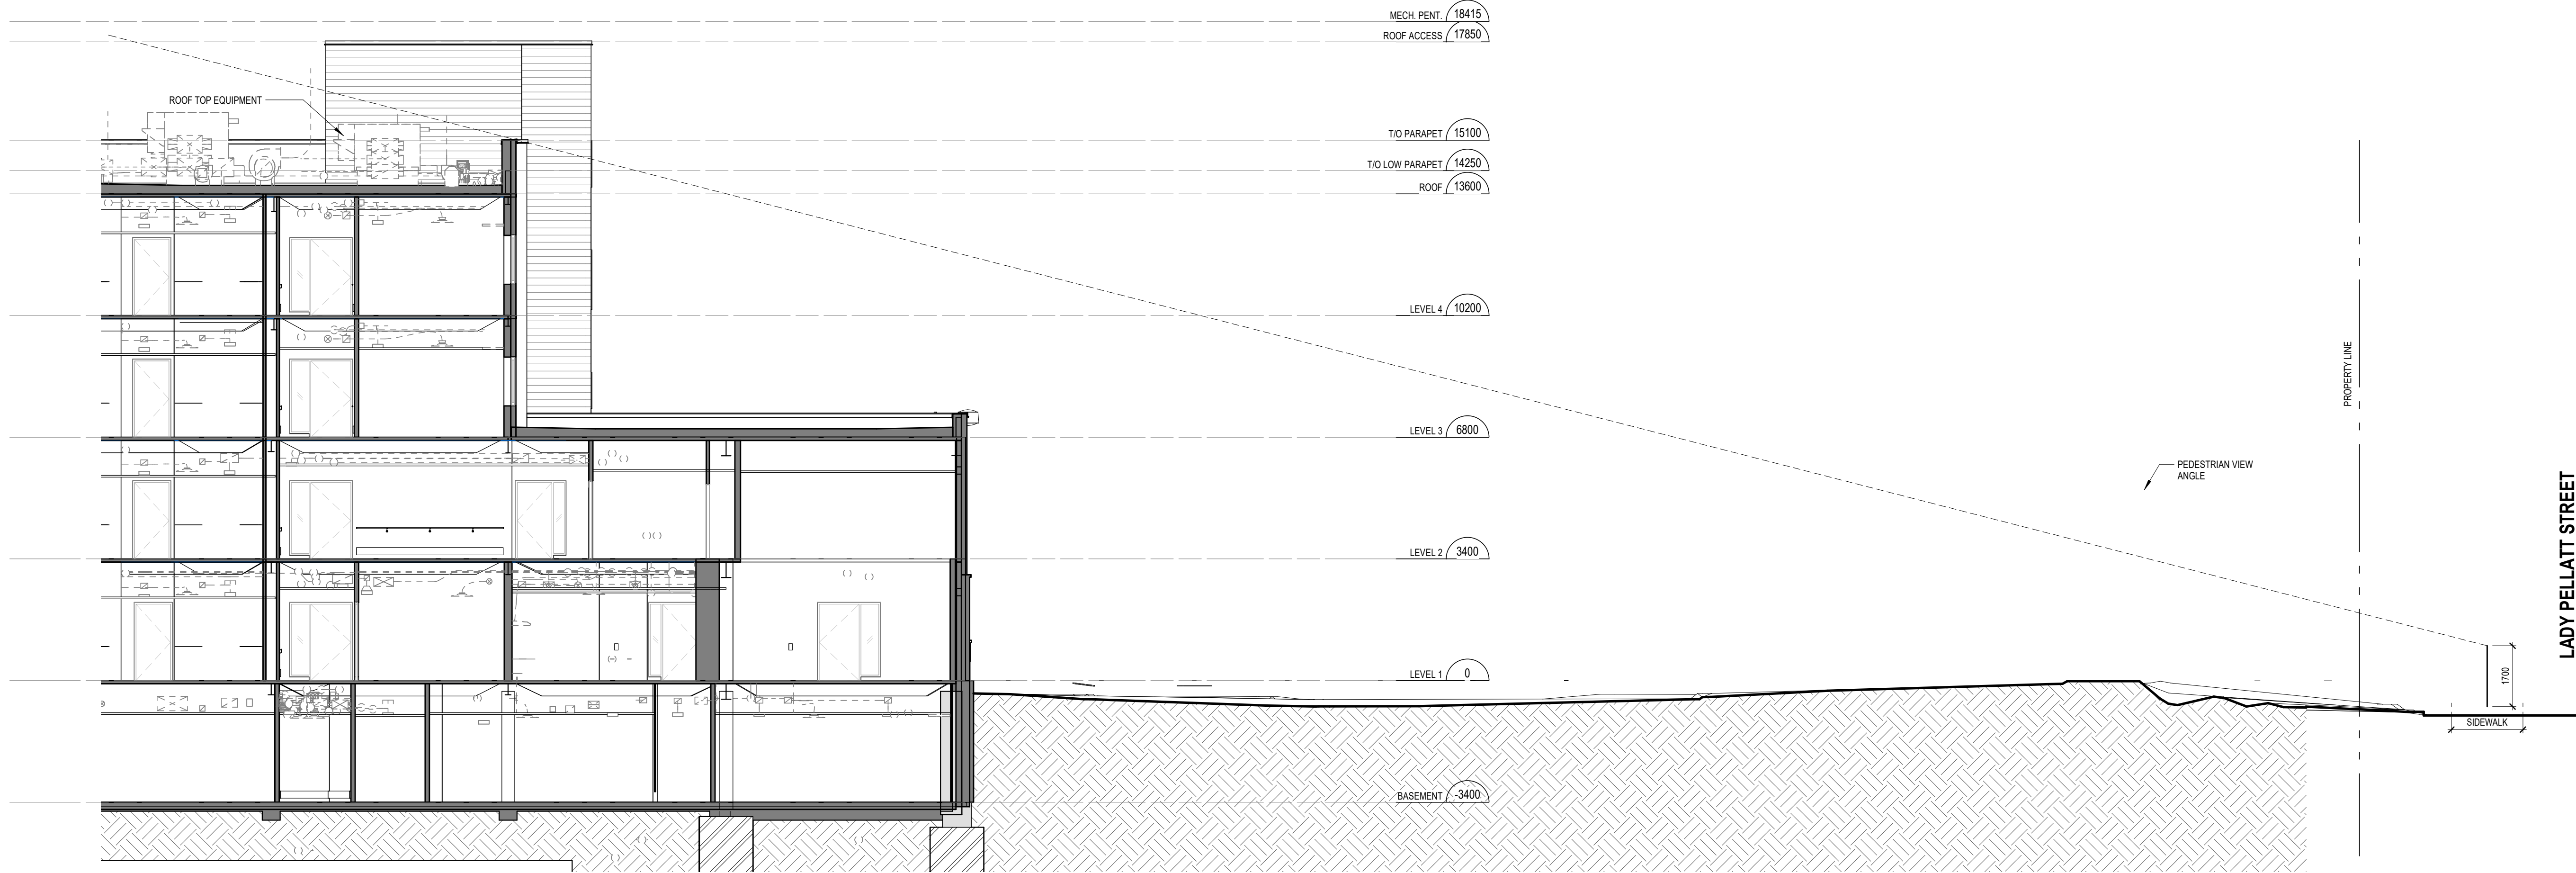 MECH. PENT. 18415
ROOF ACCESS 17850
ROOF TOP EQUIPMENT
T/O PARAPET 15100
T/O LOW PARAPET 14250
ROOF 13600
LEVEL 4 10200
PROPERTY LINE
LEVEL 3 6800
PEDESTRIAN VIEW
ANGLE
LADY PELLATT STREET
LEVEL 2 3400
LEVEL 1 0
1700
SIDEWALK
BASEMENT -3400